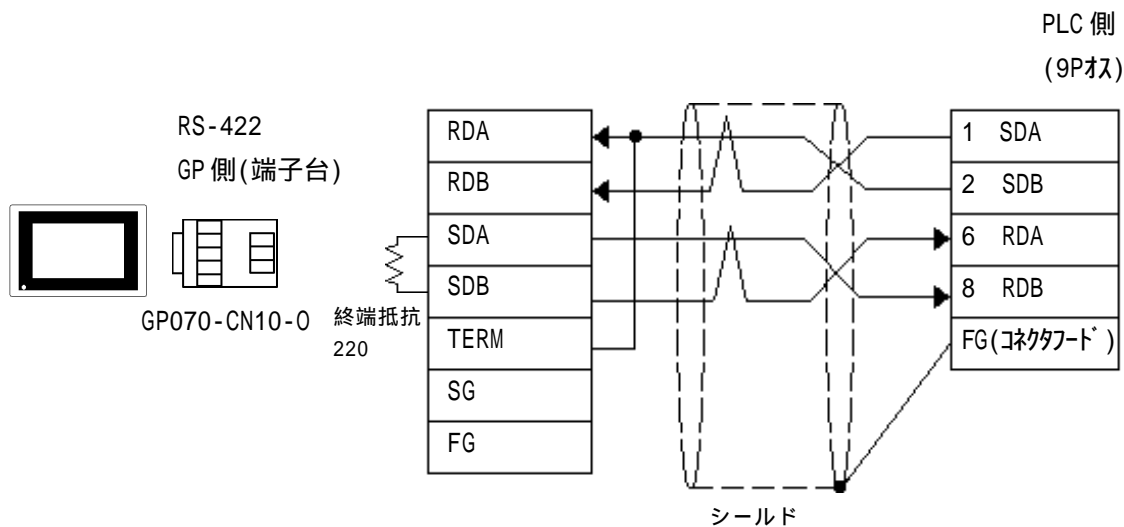 PLC 側
(9Pｵｽ)
RS-422
GP 側(端子台)
GP070-CN10-O
終端抵抗
220
RDA
RDB
SDA
SDB
TERM
SG
FG
1 SDA
2 SDB
6 RDA
8 RDB
FG(ｺﾈｸﾀﾌｰﾄﾞ)
シールド